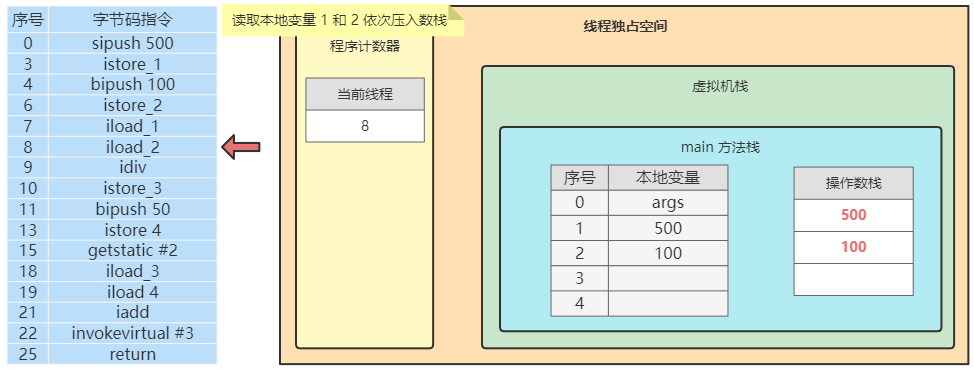 序号 字节码指令
0 sipush 500
3 istore_1
4 bipush 100
6 istore_2
7 iload_1
8 iload_2
9 idiv
10 istore_3
11 bipush 50
13 istore 4
15 getstatic #2
18 iload_3
19 iload 4
21 iadd
22 invokevirtual #3
25 return
读取本地变量 1 和 2 依次压入数栈
程序计数器
当前线程
8
线程独占空间
虚拟机栈
main 方法栈
序号 本地变量
0 args
1 500
2 100
3
4
操作数栈
500
100